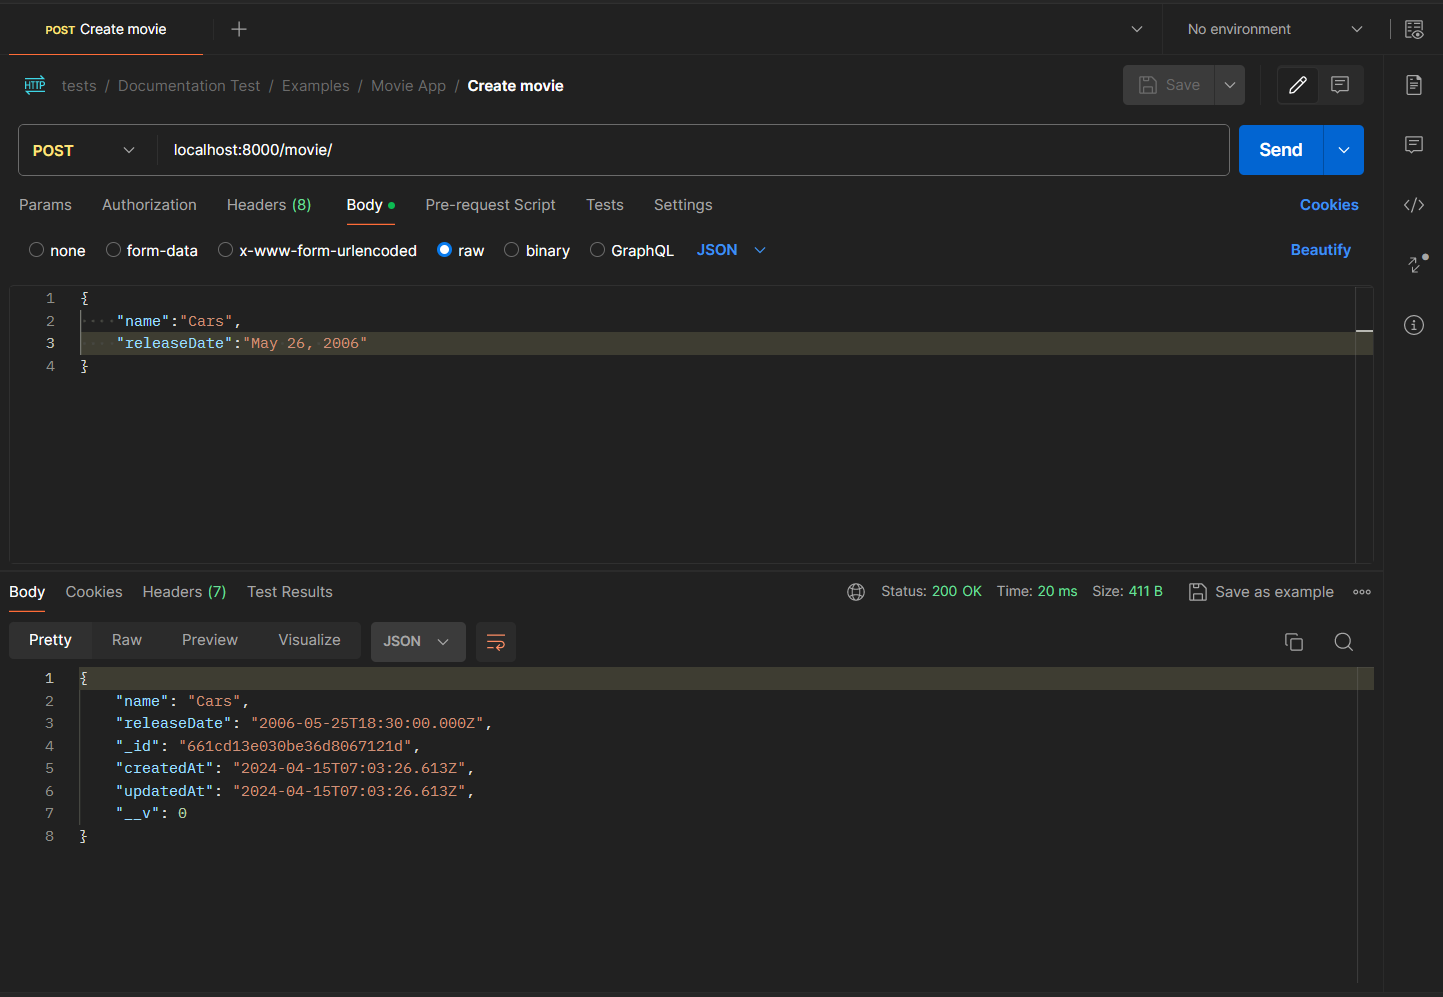 POST Create movie
No environment
HTTP tests / Documentation Test / Examples / Movie App / Create movie
Save
POST localhost:8000/movie/ Send
Params Authorization Headers (8) Body Pre-request Script Tests Settings Cookies
none form-data x-www-form-urlencoded raw binary GraphQL JSON Beautify
1 {
2 ····"name":"Cars",
3 ····"releaseDate":"May·26,·2006"
4 }
Body Cookies Headers (7) Test Results Status: 200 OK Time: 20 ms Size: 411 B Save as example
Pretty Raw Preview Visualize JSON
1 {
2 "name": "Cars",
3 "releaseDate": "2006-05-25T18:30:00.000Z",
4 "_id": "661cd13e030be36d8067121d",
5 "createdAt": "2024-04-15T07:03:26.613Z",
6 "updatedAt": "2024-04-15T07:03:26.613Z",
7 "__v": 0
8 }